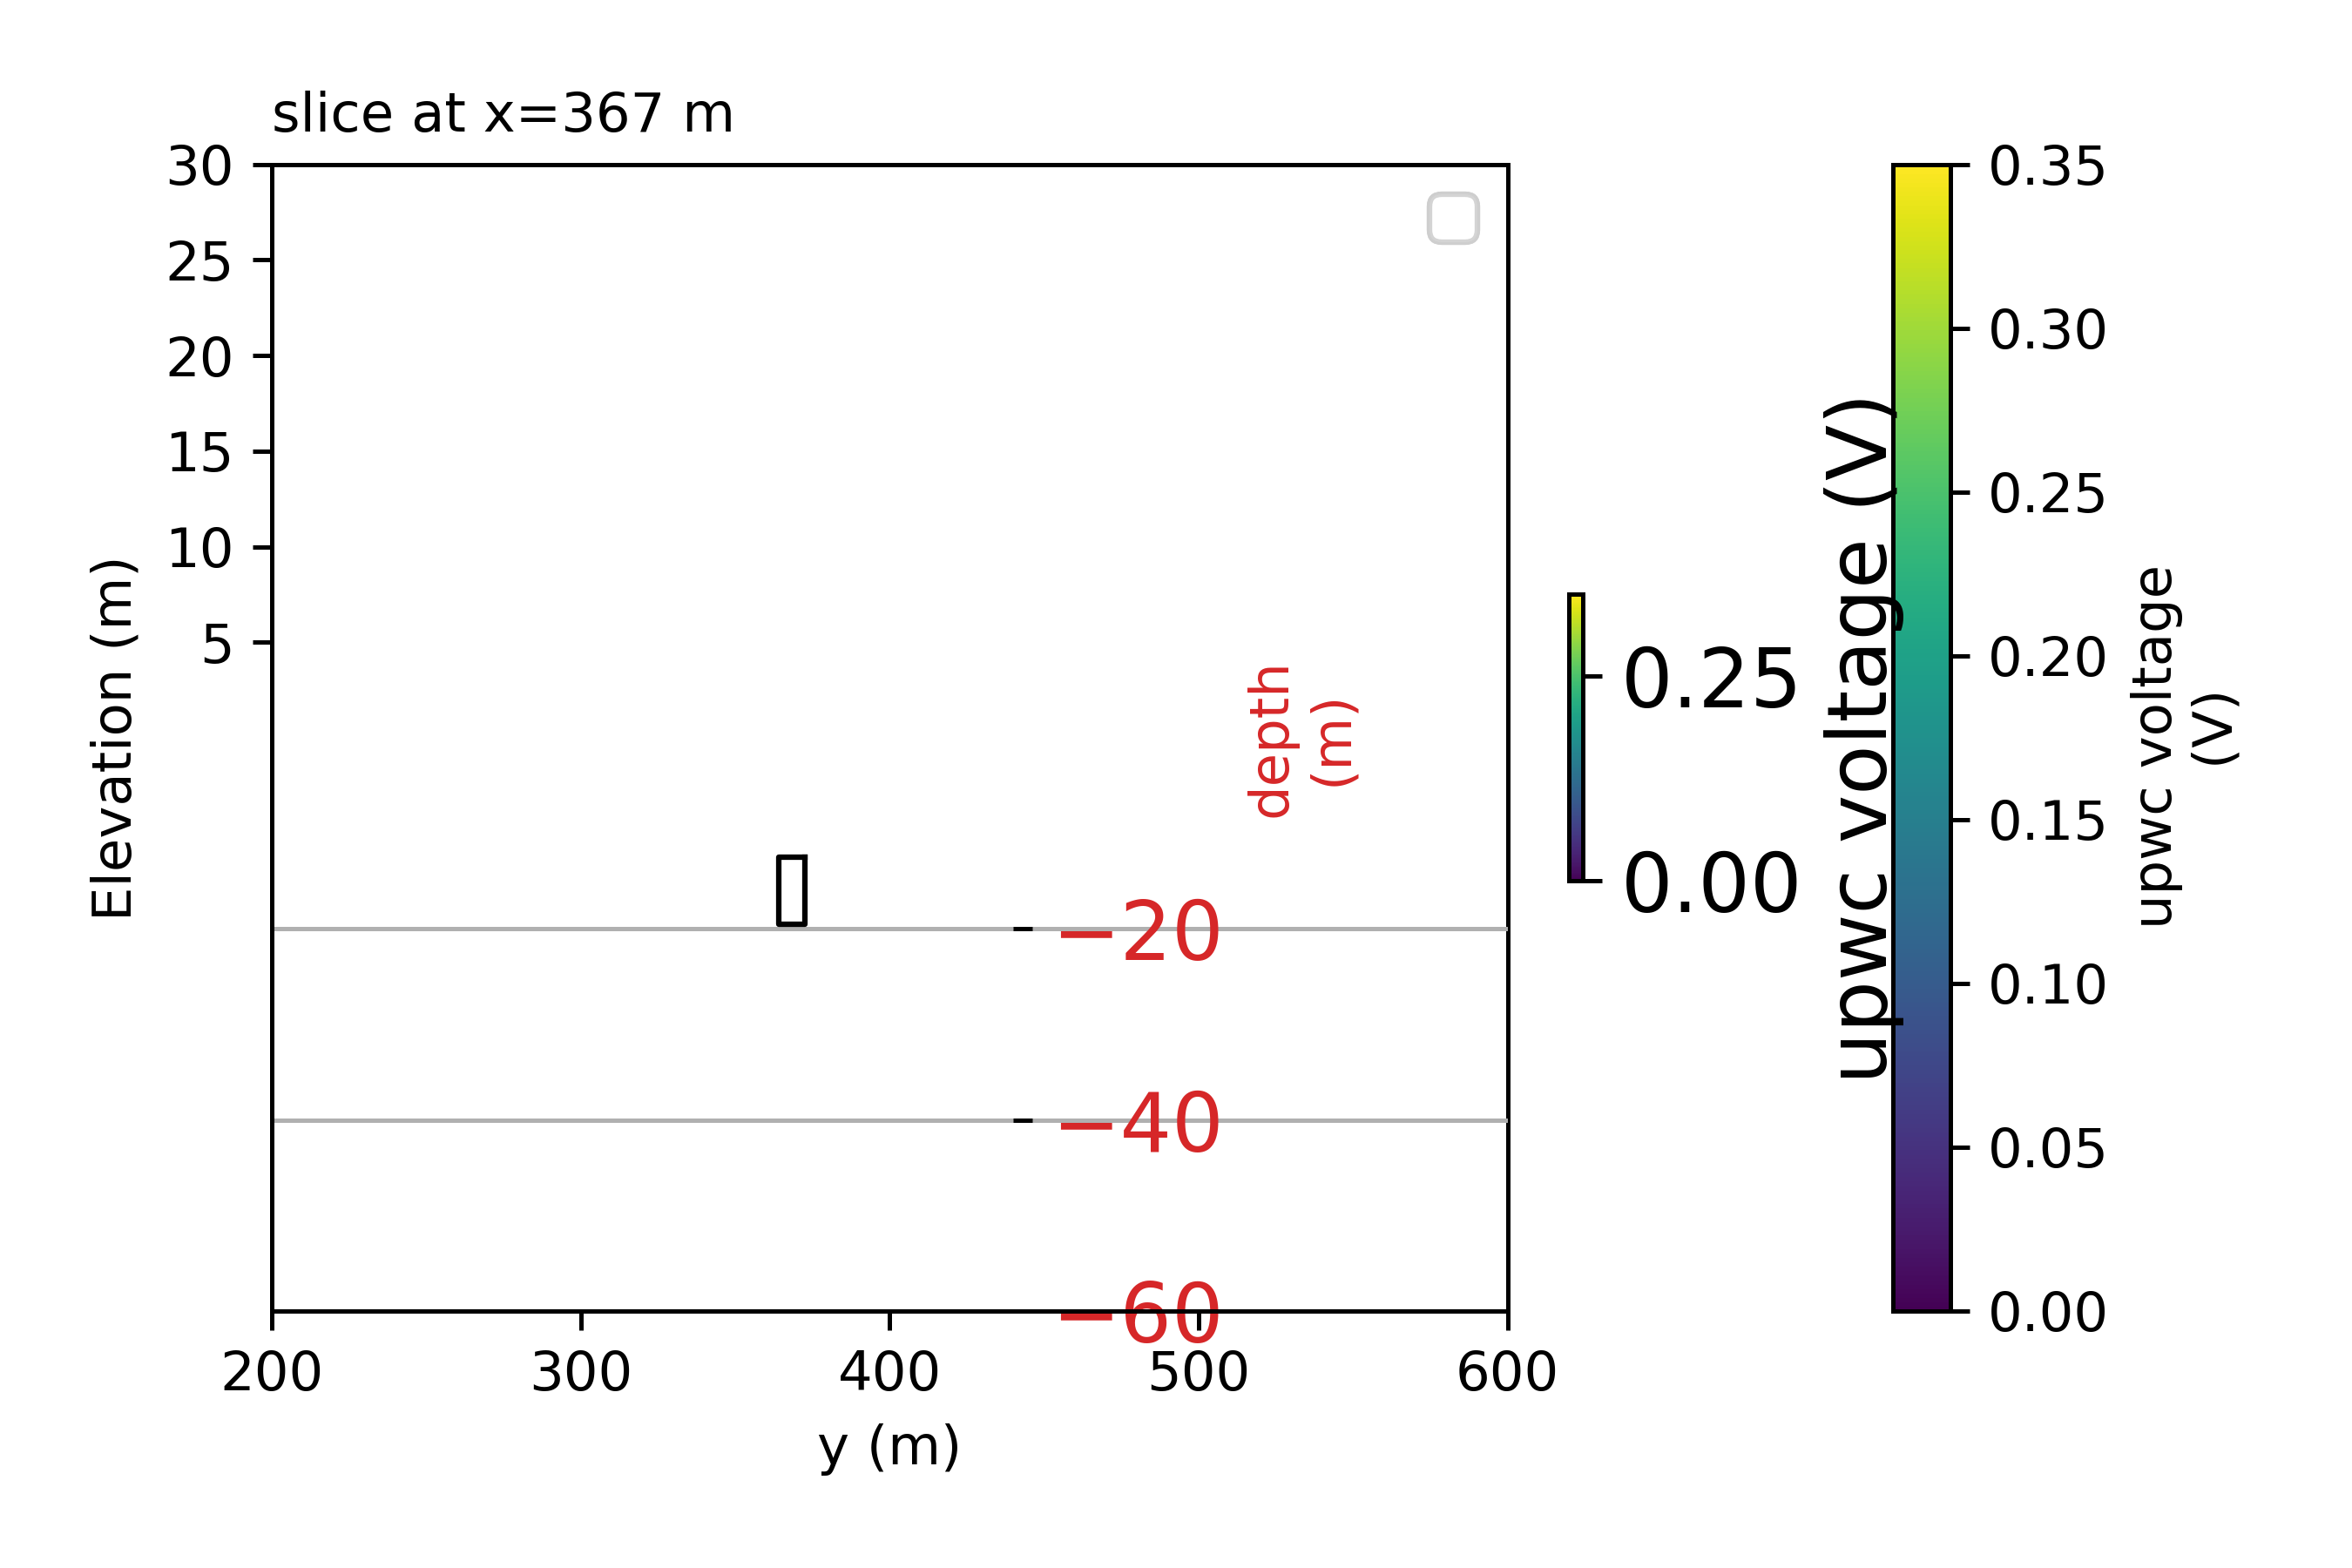 slice at x=367 m
30
25
20
15
10
5
Elevation (m)
depth
(m)
−20
−40
−60
200 300 400 500 600
y (m)
0.25
0.00
upwc voltage (V)
0.35
0.30
0.25
0.20
0.15
0.10
0.05
0.00
upwc voltage
(V)